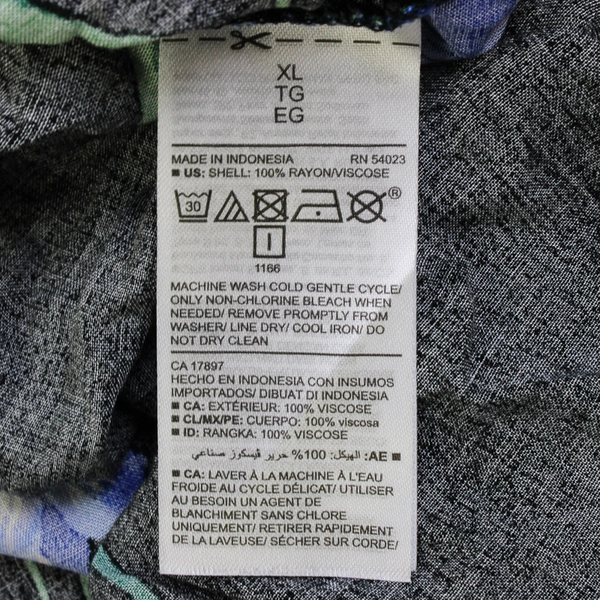 XL
TG
EG
MADE IN INDONESIA RN 54023
■ US: SHELL: 100% RAYON/VISCOSE
30 ®
1166
MACHINE WASH COLD GENTLE CYCLE/
ONLY NON-CHLORINE BLEACH WHEN
NEEDED/ REMOVE PROMPTLY FROM
WASHER/ LINE DRY/ COOL IRON/ DO
NOT DRY CLEAN
CA 17897
HECHO EN INDONESIA CON INSUMOS
IMPORTADOS/ DIBUAT DI INDONESIA
■ CA: EXTÉRIEUR: 100% VISCOSE
■ CL/MX/PE: CUERPO: 100% viscosa
■ ID: RANGKA: 100% VISCOSE
■ AE: الهيكل: 100% حرير ڤيسكوز صناعي
■ CA: LAVER À LA MACHINE À L'EAU
FROIDE AU CYCLE DÉLICAT/ UTILISER
AU BESOIN UN AGENT DE
BLANCHIMENT SANS CHLORE
UNIQUEMENT/ RETIRER RAPIDEMENT
DE LA LAVEUSE/ SÉCHER SUR CORDE/